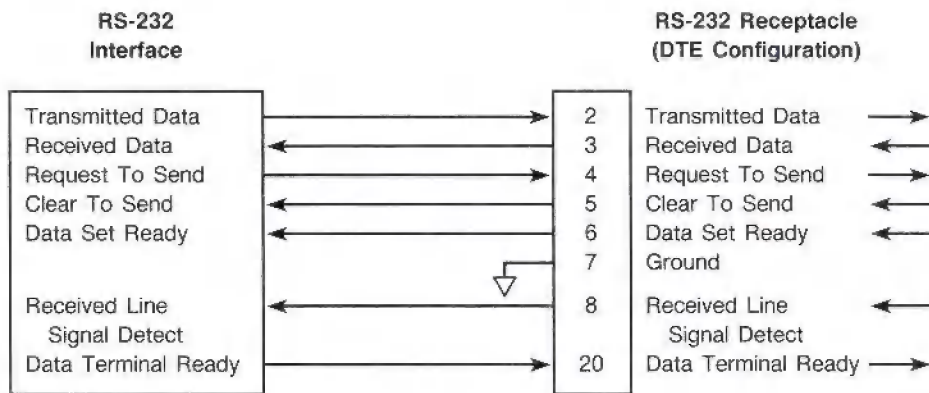 RS-232
Interface
RS-232 Receptacle
(DTE Configuration)
Transmitted Data 2 Transmitted Data
Received Data 3 Received Data
Request To Send 4 Request To Send
Clear To Send 5 Clear To Send
Data Set Ready 6 Data Set Ready
7 Ground
Received Line 8 Received Line
Signal Detect Signal Detect
Data Terminal Ready 20 Data Terminal Ready